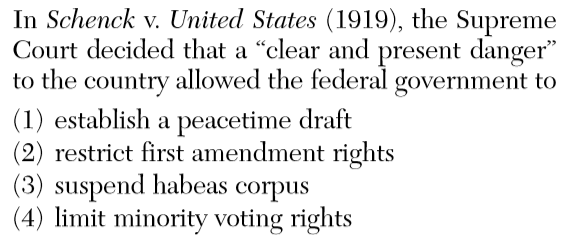 In Schenck v. United States (1919), the Supreme
Court decided that a “clear and present danger”
to the country allowed the federal government to
(1) establish a peacetime draft
(2) restrict first amendment rights
(3) suspend habeas corpus
(4) limit minority voting rights